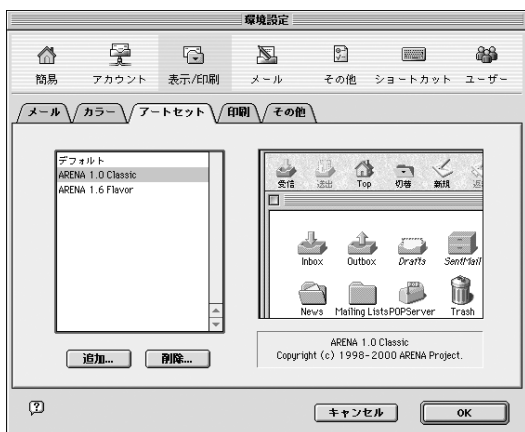 環境設定
簡易 アカウント 表示/印刷 メール その他 ショートカット ユーザー
メール カラー アートセット 印刷 その他
デフォルト
ARENA 1.0 Classic
ARENA 1.6 Flavor
受信 送出 Top 切替 新規
Inbox Outbox Drafts SentMail
News Mailing Lists POPServer Trash
ARENA 1.0 Classic
Copyright (c) 1998-2000 ARENA Project.
追加... 削除...
?
キャンセル OK